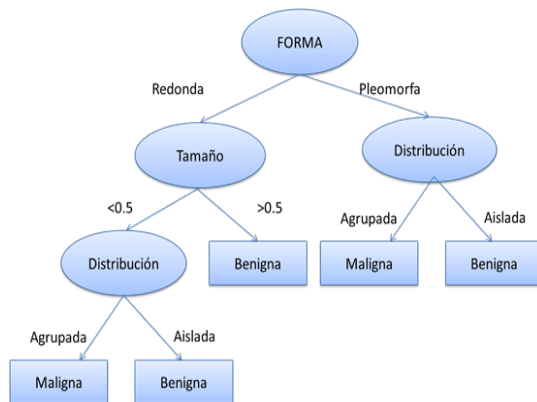 FORMA
Redonda
Pleomorfa
Tamaño
Distribución
<0.5
>0.5
Agrupada
Aislada
Distribución
Benigna
Maligna
Benigna
Agrupada
Aislada
Maligna
Benigna